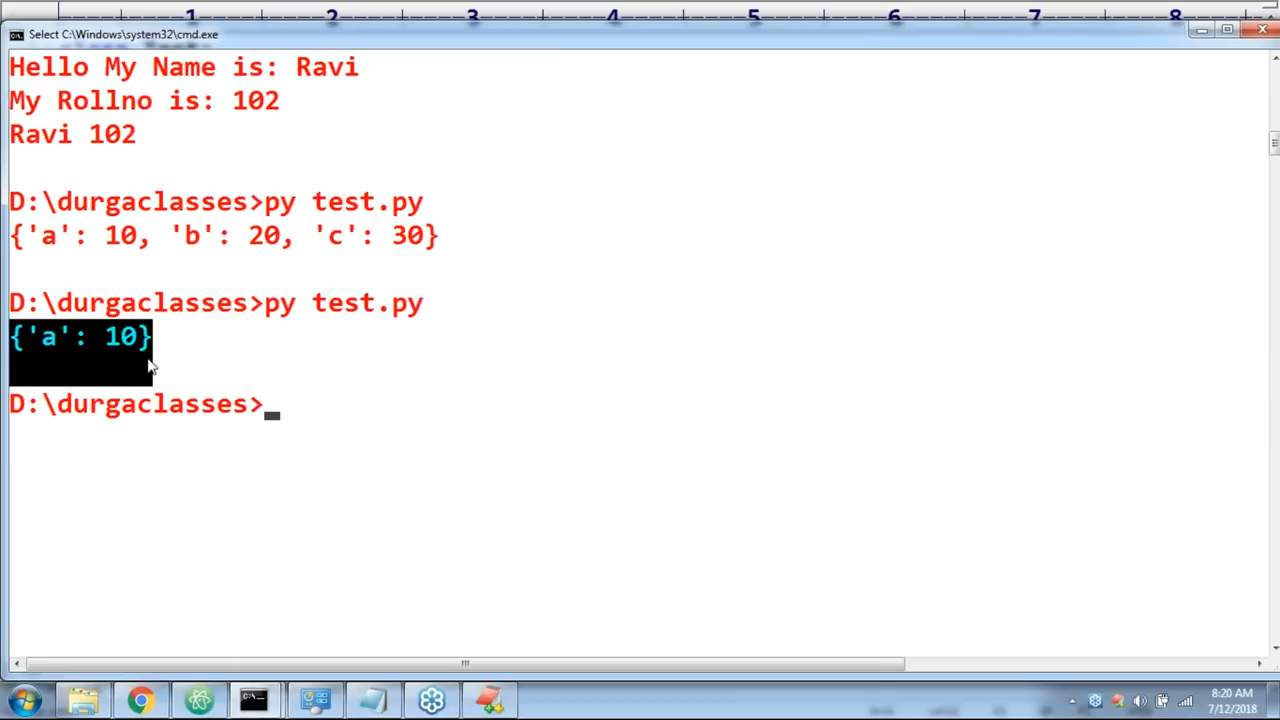 1 2 3 4 5 6 7 8
Select C:\Windows\system32\cmd.exe
Hello My Name is: Ravi
My Rollno is: 102
Ravi 102
D:\durgaclasses>py test.py
{'a': 10, 'b': 20, 'c': 30}
D:\durgaclasses>py test.py
{'a': 10}
D:\durgaclasses>
8:20 AM
7/12/2018